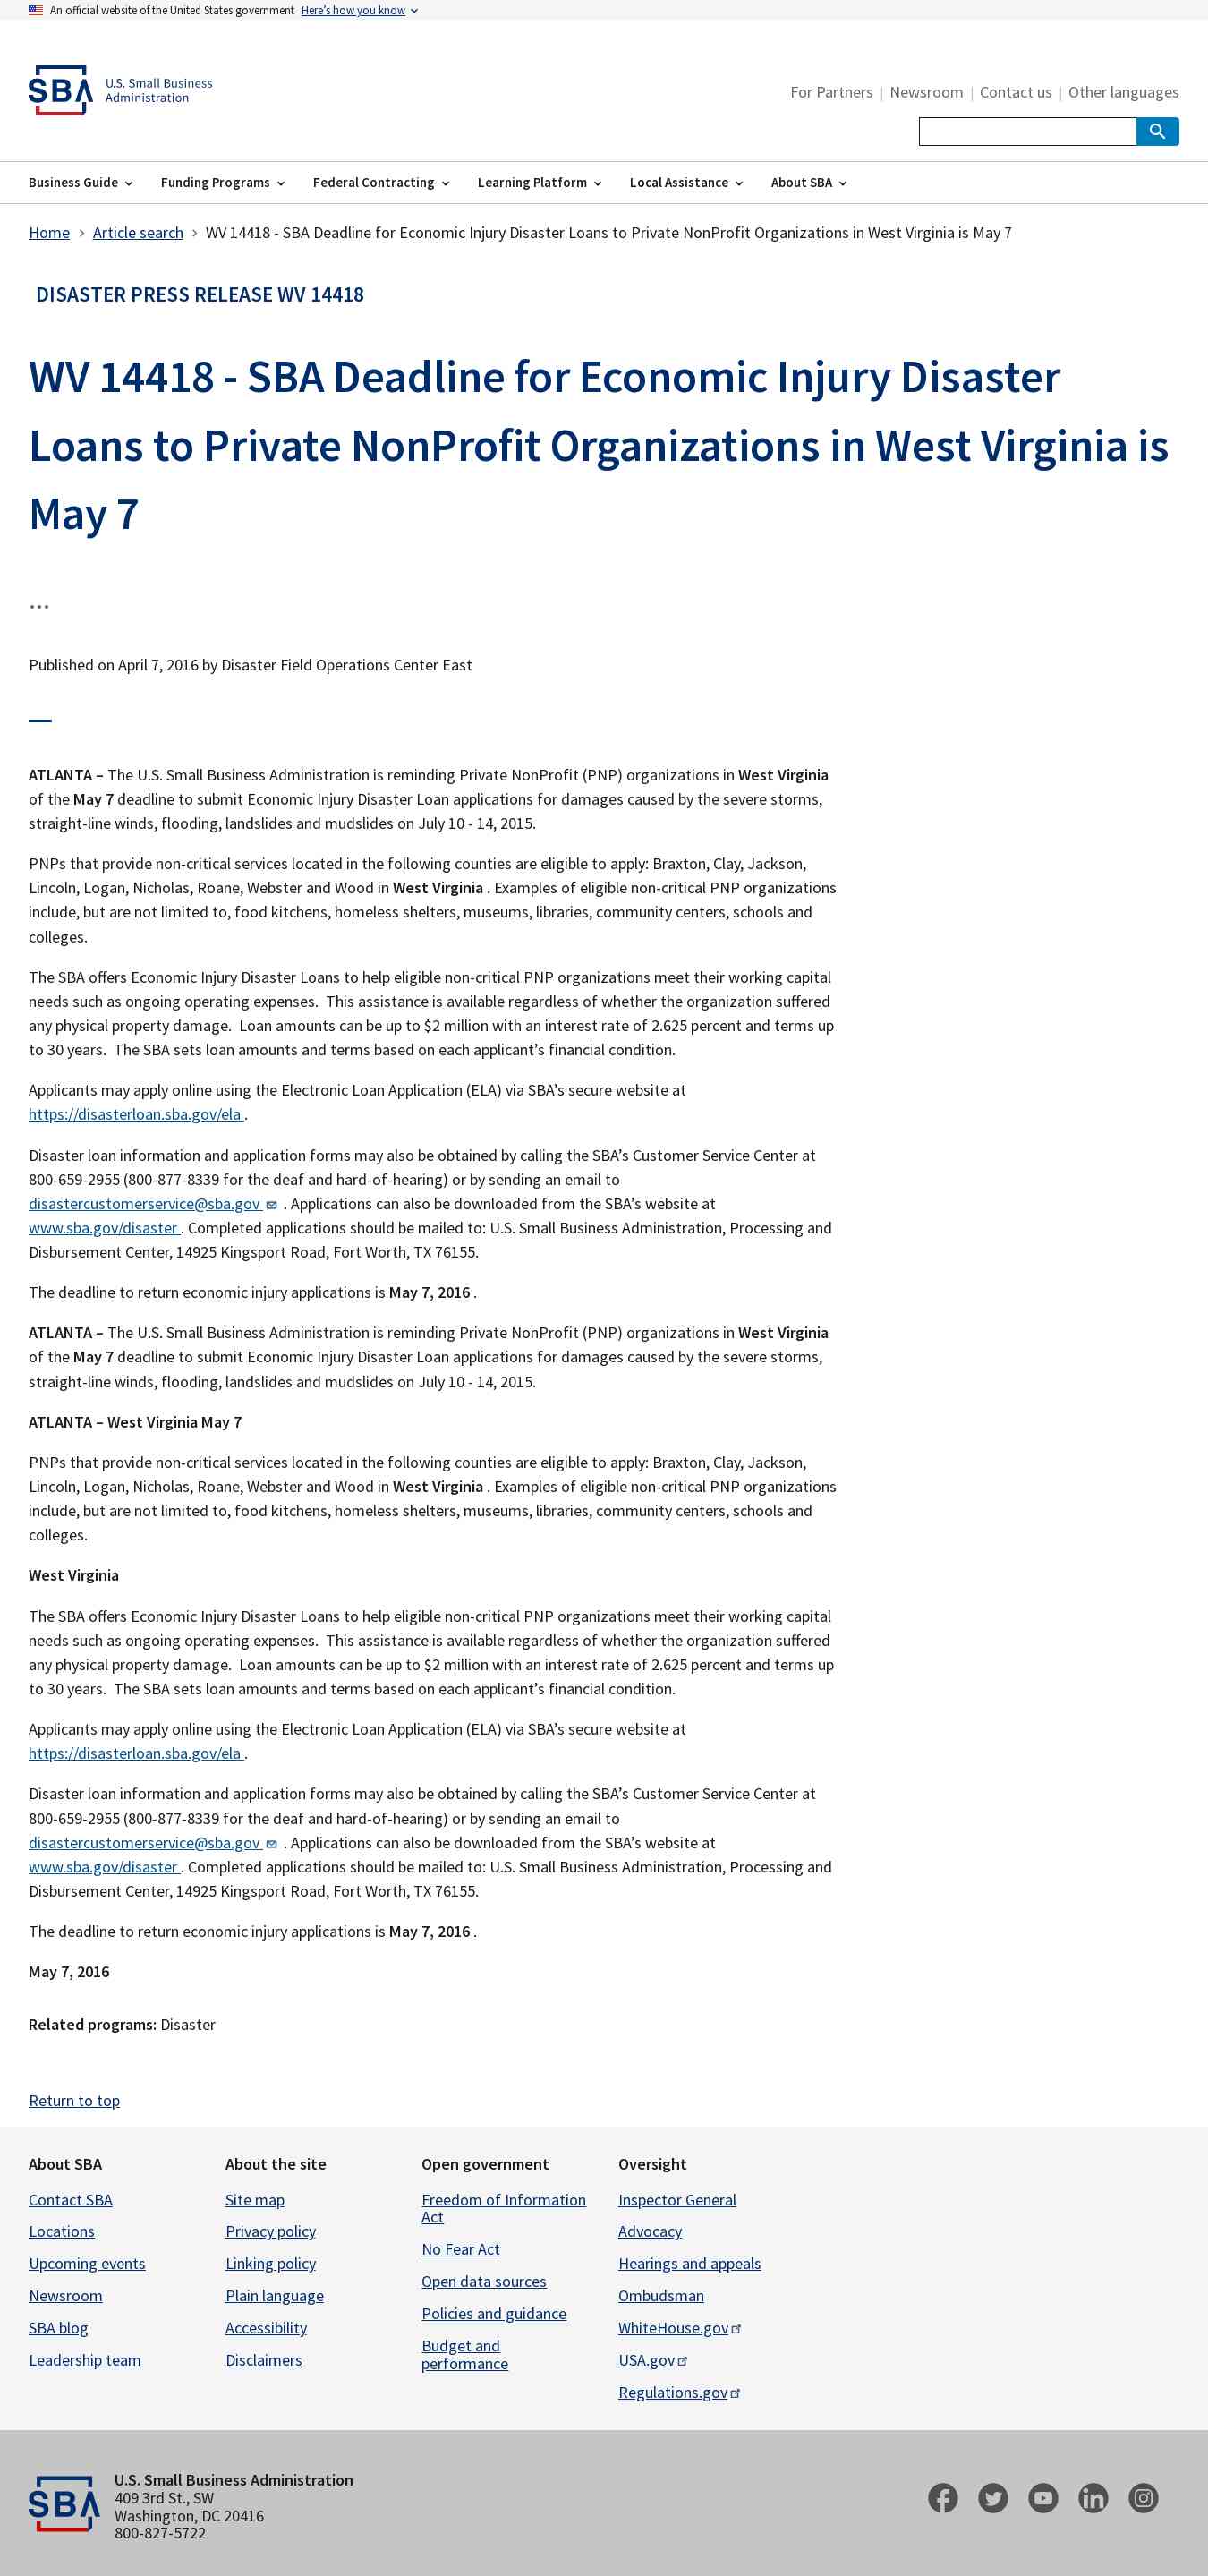 An official website of the United States government Here’s how you know
SBA U.S. Small Business
Administration
For Partners | Newsroom | Contact us | Other languages
Business Guide Funding Programs Federal Contracting Learning Platform Local Assistance About SBA
Home Article search WV 14418 - SBA Deadline for Economic Injury Disaster Loans to Private NonProfit Organizations in West Virginia is May 7
DISASTER PRESS RELEASE WV 14418
WV 14418 - SBA Deadline for Economic Injury Disaster
Loans to Private NonProfit Organizations in West Virginia is
May 7
...
Published on April 7, 2016 by Disaster Field Operations Center East
ATLANTA – The U.S. Small Business Administration is reminding Private NonProfit (PNP) organizations in West Virginia
of the May 7 deadline to submit Economic Injury Disaster Loan applications for damages caused by the severe storms,
straight-line winds, flooding, landslides and mudslides on July 10 - 14, 2015.
PNPs that provide non-critical services located in the following counties are eligible to apply: Braxton, Clay, Jackson,
Lincoln, Logan, Nicholas, Roane, Webster and Wood in West Virginia . Examples of eligible non-critical PNP organizations
include, but are not limited to, food kitchens, homeless shelters, museums, libraries, community centers, schools and
colleges.
The SBA offers Economic Injury Disaster Loans to help eligible non-critical PNP organizations meet their working capital
needs such as ongoing operating expenses.  This assistance is available regardless of whether the organization suffered
any physical property damage.  Loan amounts can be up to $2 million with an interest rate of 2.625 percent and terms up
to 30 years.  The SBA sets loan amounts and terms based on each applicant’s financial condition.
Applicants may apply online using the Electronic Loan Application (ELA) via SBA’s secure website at
https://disasterloan.sba.gov/ela .
Disaster loan information and application forms may also be obtained by calling the SBA’s Customer Service Center at
800-659-2955 (800-877-8339 for the deaf and hard-of-hearing) or by sending an email to
disastercustomerservice@sba.gov . Applications can also be downloaded from the SBA’s website at
www.sba.gov/disaster . Completed applications should be mailed to: U.S. Small Business Administration, Processing and
Disbursement Center, 14925 Kingsport Road, Fort Worth, TX 76155.
The deadline to return economic injury applications is May 7, 2016 .
ATLANTA – The U.S. Small Business Administration is reminding Private NonProfit (PNP) organizations in West Virginia
of the May 7 deadline to submit Economic Injury Disaster Loan applications for damages caused by the severe storms,
straight-line winds, flooding, landslides and mudslides on July 10 - 14, 2015.
ATLANTA – West Virginia May 7
PNPs that provide non-critical services located in the following counties are eligible to apply: Braxton, Clay, Jackson,
Lincoln, Logan, Nicholas, Roane, Webster and Wood in West Virginia . Examples of eligible non-critical PNP organizations
include, but are not limited to, food kitchens, homeless shelters, museums, libraries, community centers, schools and
colleges.
West Virginia
The SBA offers Economic Injury Disaster Loans to help eligible non-critical PNP organizations meet their working capital
needs such as ongoing operating expenses.  This assistance is available regardless of whether the organization suffered
any physical property damage.  Loan amounts can be up to $2 million with an interest rate of 2.625 percent and terms up
to 30 years.  The SBA sets loan amounts and terms based on each applicant’s financial condition.
Applicants may apply online using the Electronic Loan Application (ELA) via SBA’s secure website at
https://disasterloan.sba.gov/ela .
Disaster loan information and application forms may also be obtained by calling the SBA’s Customer Service Center at
800-659-2955 (800-877-8339 for the deaf and hard-of-hearing) or by sending an email to
disastercustomerservice@sba.gov . Applications can also be downloaded from the SBA’s website at
www.sba.gov/disaster . Completed applications should be mailed to: U.S. Small Business Administration, Processing and
Disbursement Center, 14925 Kingsport Road, Fort Worth, TX 76155.
The deadline to return economic injury applications is May 7, 2016 .
May 7, 2016
Related programs: Disaster
Return to top
About SBA
Contact SBA
Locations
Upcoming events
Newsroom
SBA blog
Leadership team
About the site
Site map
Privacy policy
Linking policy
Plain language
Accessibility
Disclaimers
Open government
Freedom of Information
Act
No Fear Act
Open data sources
Policies and guidance
Budget and
performance
Oversight
Inspector General
Advocacy
Hearings and appeals
Ombudsman
WhiteHouse.gov
USA.gov
Regulations.gov
SBA
U.S. Small Business Administration
409 3rd St., SW
Washington, DC 20416
800-827-5722